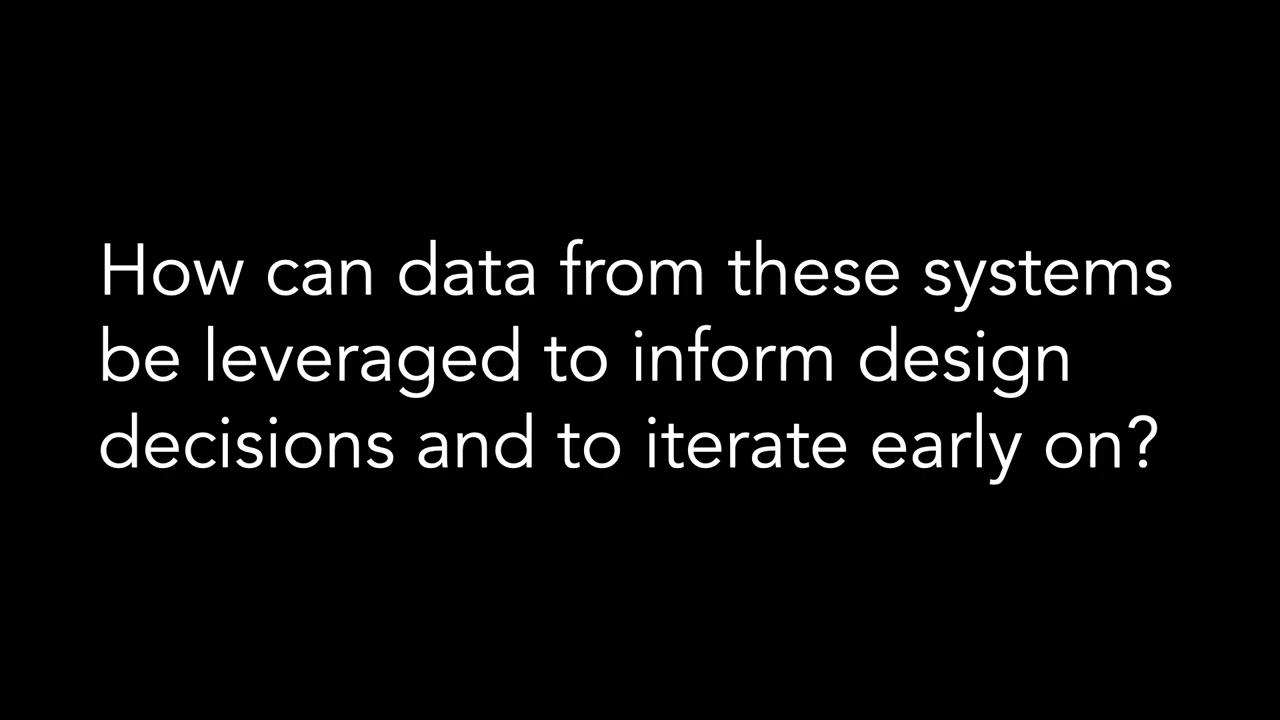 How can data from these systems
be leveraged to inform design
decisions and to iterate early on?